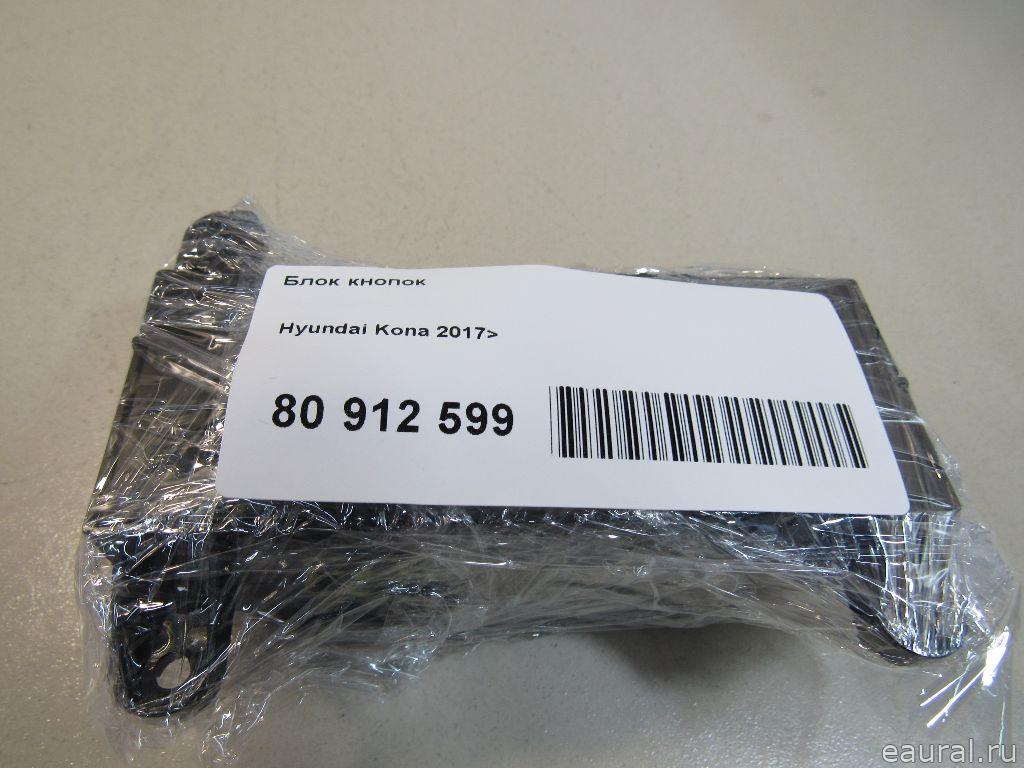 Блок кнопок
Hyundai Kona 2017>
80 912 599
eaural.ru